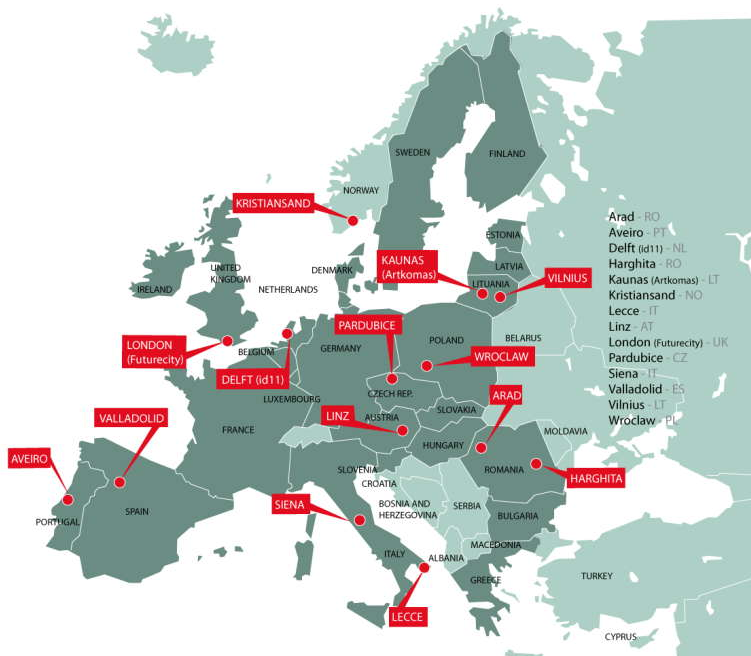 SWEDEN
FINLAND
NORWAY
KRISTIANSAND
ESTONIA
KAUNAS
(Artkomas)
LATVIA
UNITED
KINGDOM
DENMARK
LITUANIA
VILNIUS
IRELAND
NETHERLANDS
PARDUBICE
LONDON
(Futurecity)
BELGIUM
GERMANY
POLAND
BELARUS
WROCLAW
DELFT (id11)
LUXEMBOURG
CZECH REP.
ARAD
VALLADOLID
LINZ
AUSTRIA
SLOVAKIA
FRANCE
HUNGARY
MOLDAVIA
AVEIRO
SLOVENIA
ROMANIA
HARGHITA
CROATIA
SIENA
BOSNIA AND
HERZEGOVINA
SERBIA
PORTUGAL
SPAIN
BULGARIA
ITALY
ALBANIA
MACEDONIA
GREECE
TURKEY
LECCE
CYPRUS
Arad - RO
Aveiro - PT
Delft (id11) - NL
Harghita - RO
Kaunas (Artkomas) - LT
Kristiansand - NO
Lecce - IT
Linz - AT
London (Futurecity) - UK
Pardubice - CZ
Siena - IT
Valladolid - ES
Vilnius - LT
Wroclaw - PL